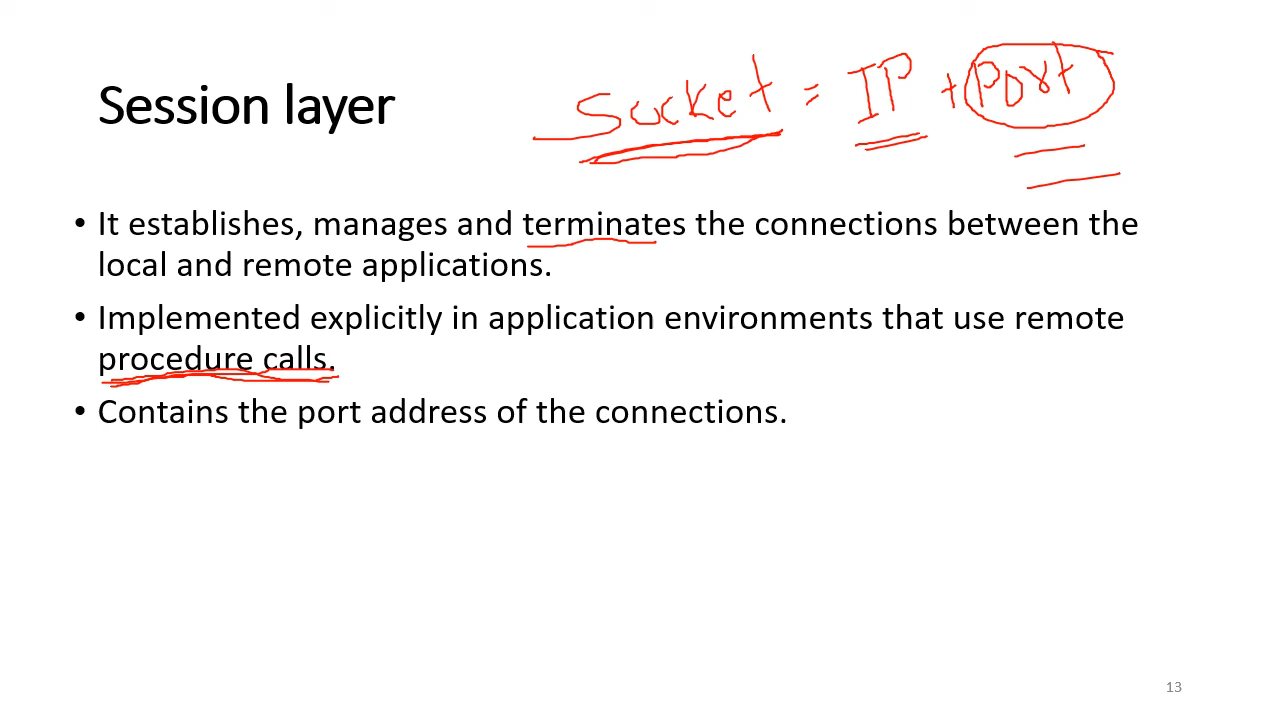 Session layer
Socket = IP + Port
• It establishes, manages and terminates the connections between the
local and remote applications.
• Implemented explicitly in application environments that use remote
procedure calls.
• Contains the port address of the connections.
13